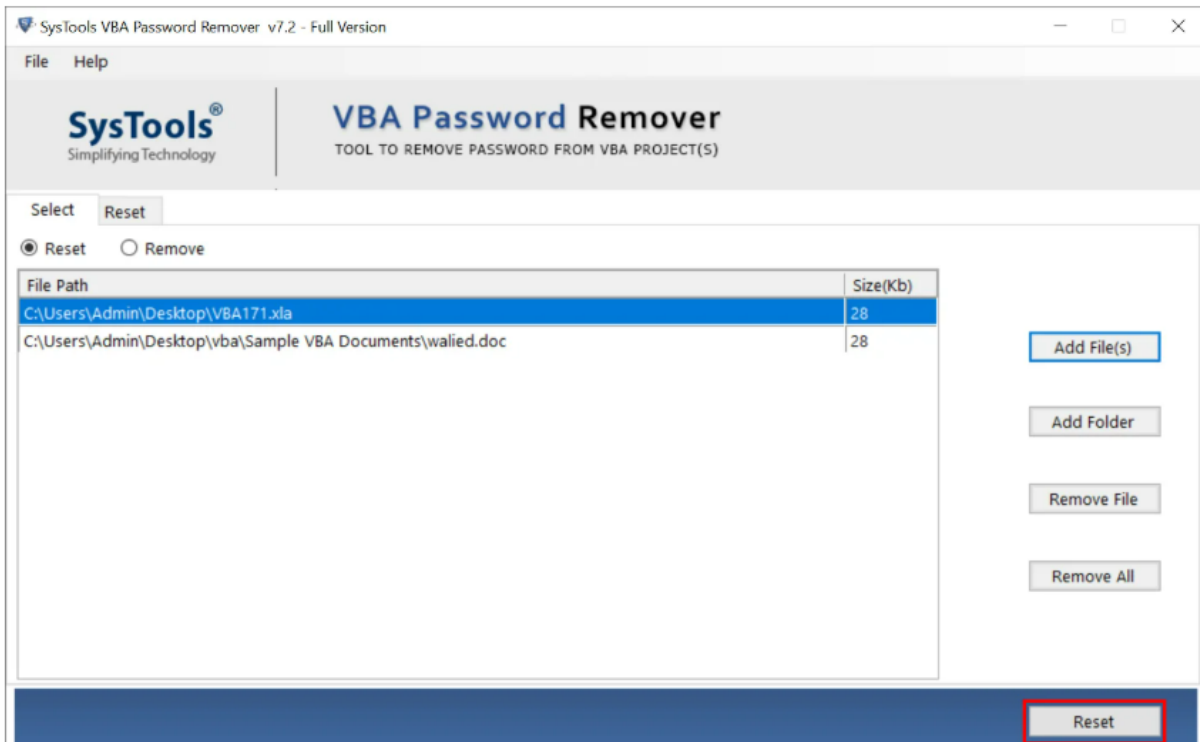 SysTools VBA Password Remover v7.2 - Full Version
File Help
SysTools®
Simplifying Technology
VBA Password Remover
TOOL TO REMOVE PASSWORD FROM VBA PROJECT(S)
Select Reset
Reset Remove
File Path Size(Kb)
C:\Users\Admin\Desktop\VBA171.xla 28
C:\Users\Admin\Desktop\vba\Sample VBA Documents\walied.doc 28
Add File(s)
Add Folder
Remove File
Remove All
Reset